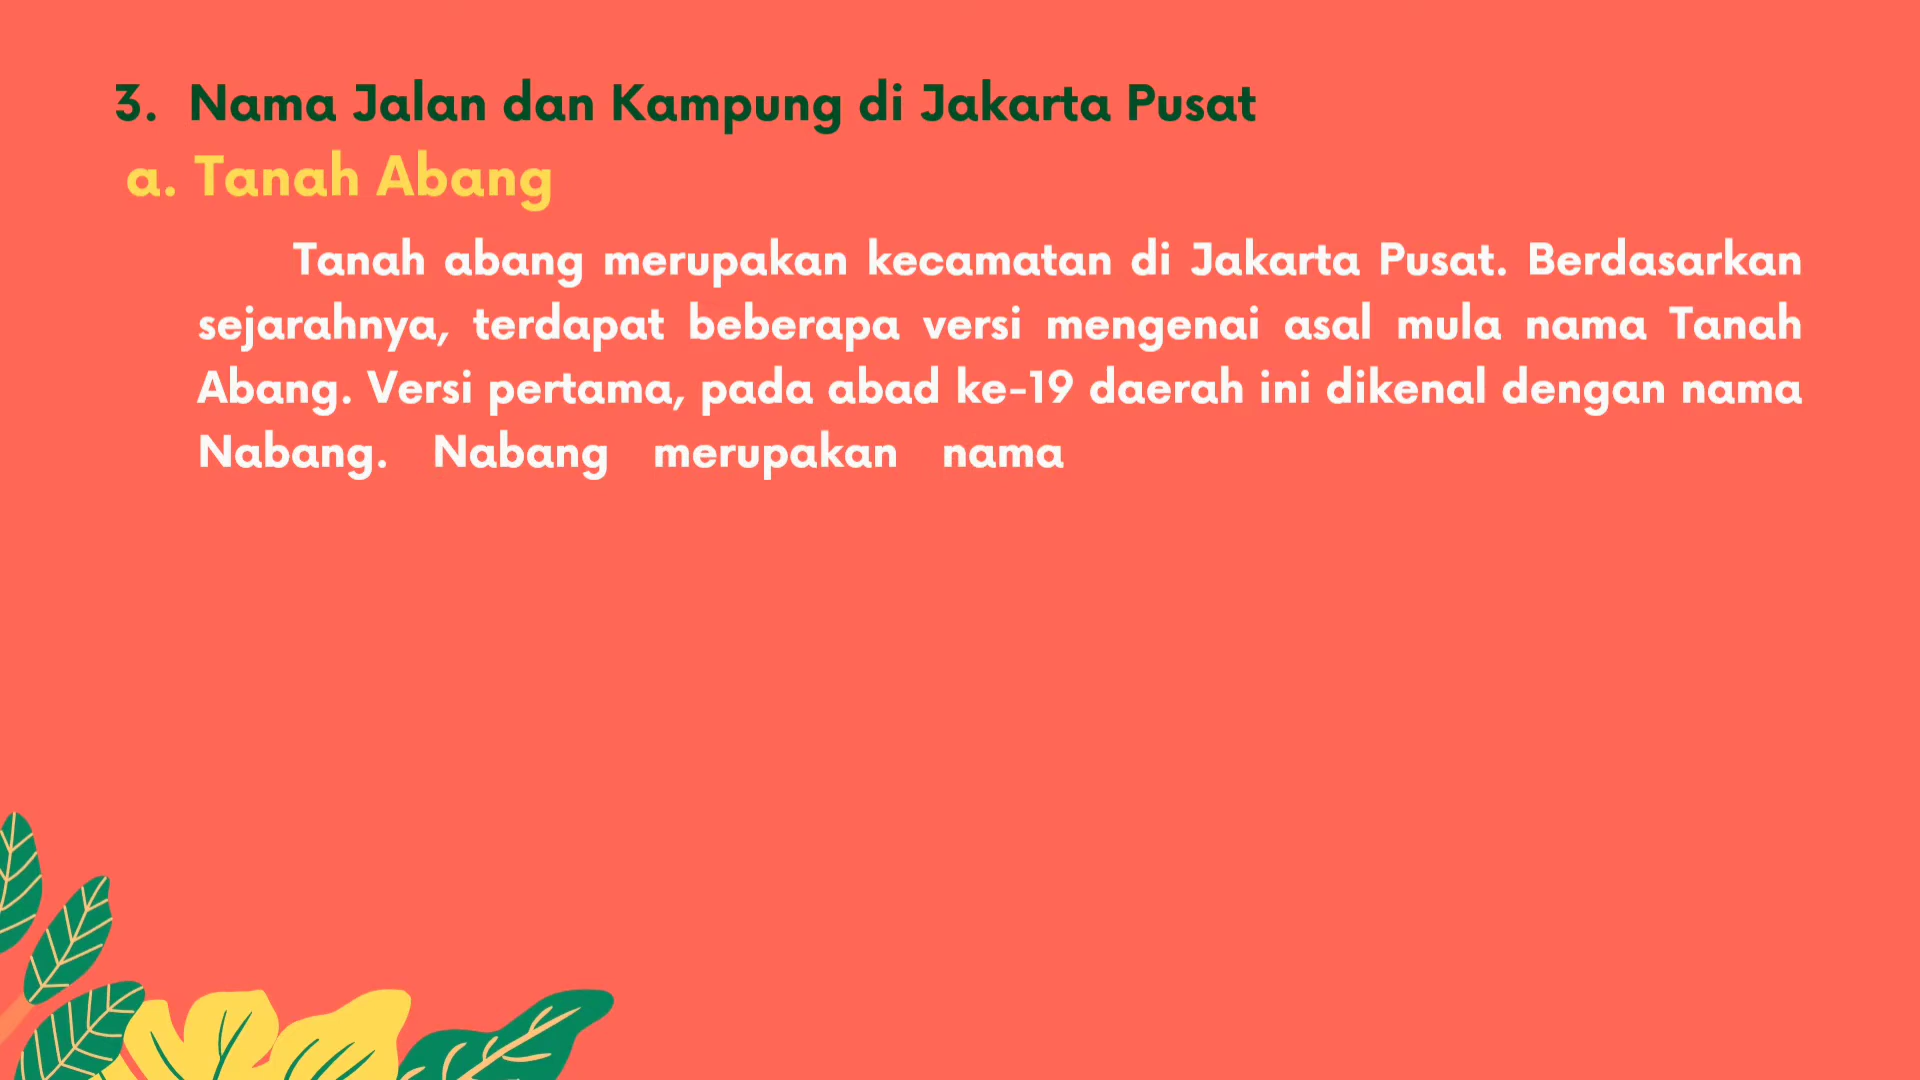 3. Nama Jalan dan Kampung di Jakarta Pusat
a. Tanah Abang
Tanah abang merupakan kecamatan di Jakarta Pusat. Berdasarkan
sejarahnya, terdapat beberapa versi mengenai asal mula nama Tanah
Abang. Versi pertama, pada abad ke-19 daerah ini dikenal dengan nama
Nabang. Nabang merupakan nama